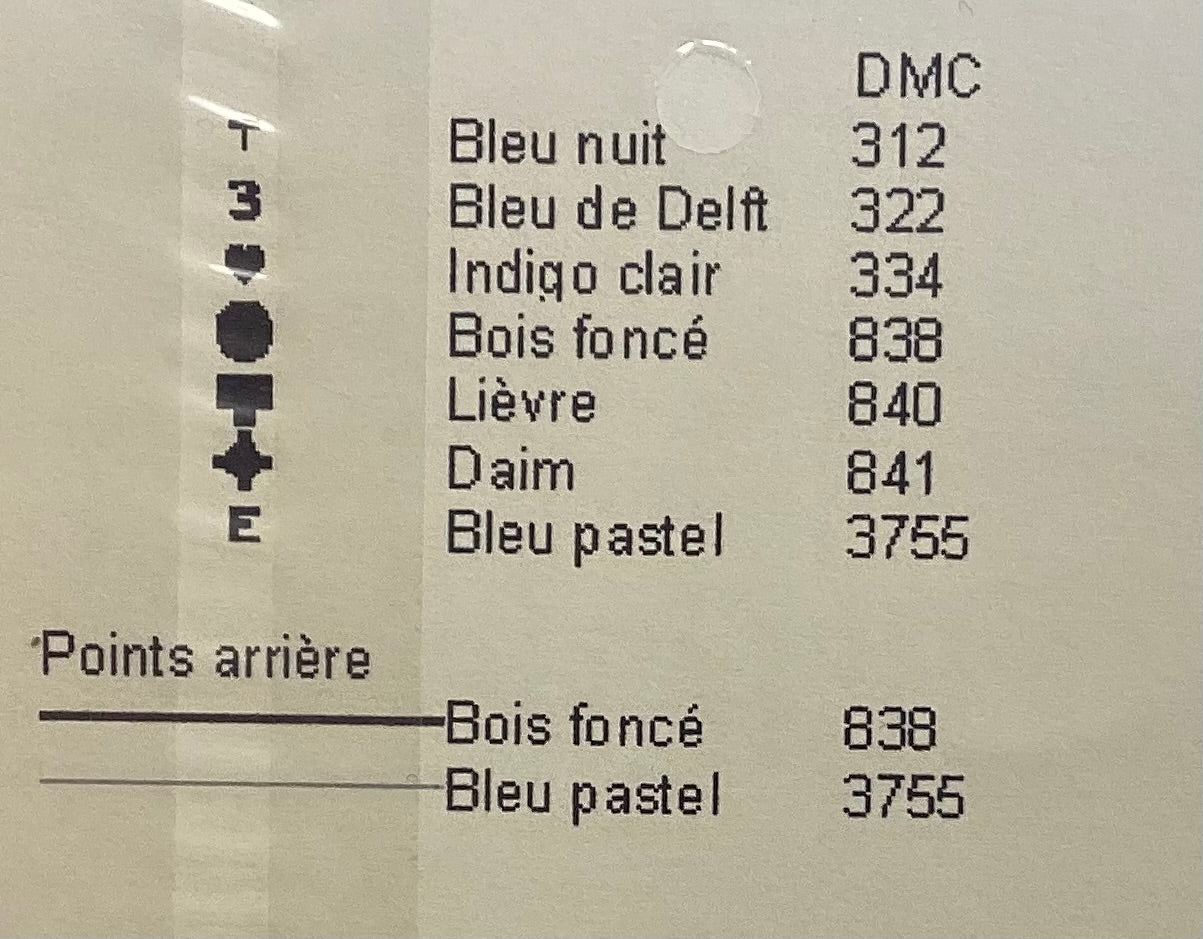 DMC
T Bleu nuit 312
3 Bleu de Delft 322
♥ Indigo clair 334
● Bois foncé 838
Lièvre 840
✦ Daim 841
E Bleu pastel 3755
Points arrière
Bois foncé 838
Bleu pastel 3755